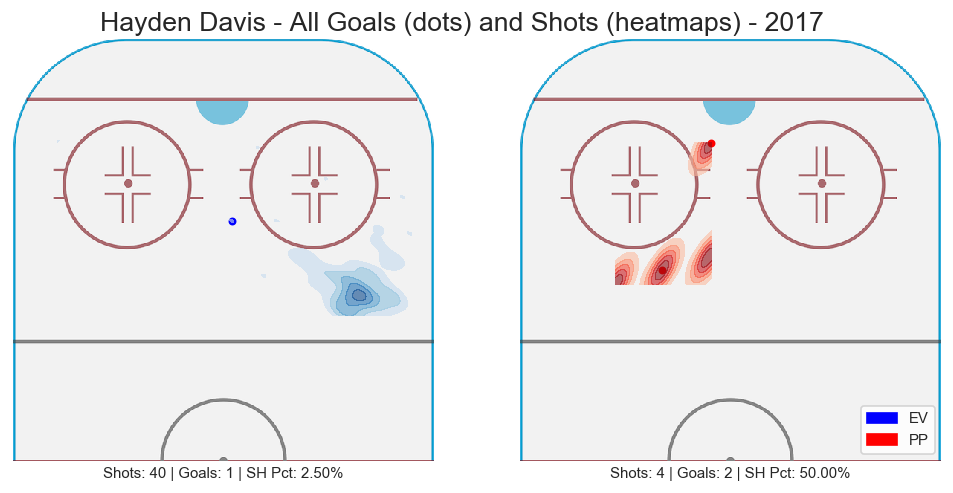 Hayden Davis - All Goals (dots) and Shots (heatmaps) - 2017
EV
PP
Shots: 40 | Goals: 1 | SH Pct: 2.50%
Shots: 4 | Goals: 2 | SH Pct: 50.00%